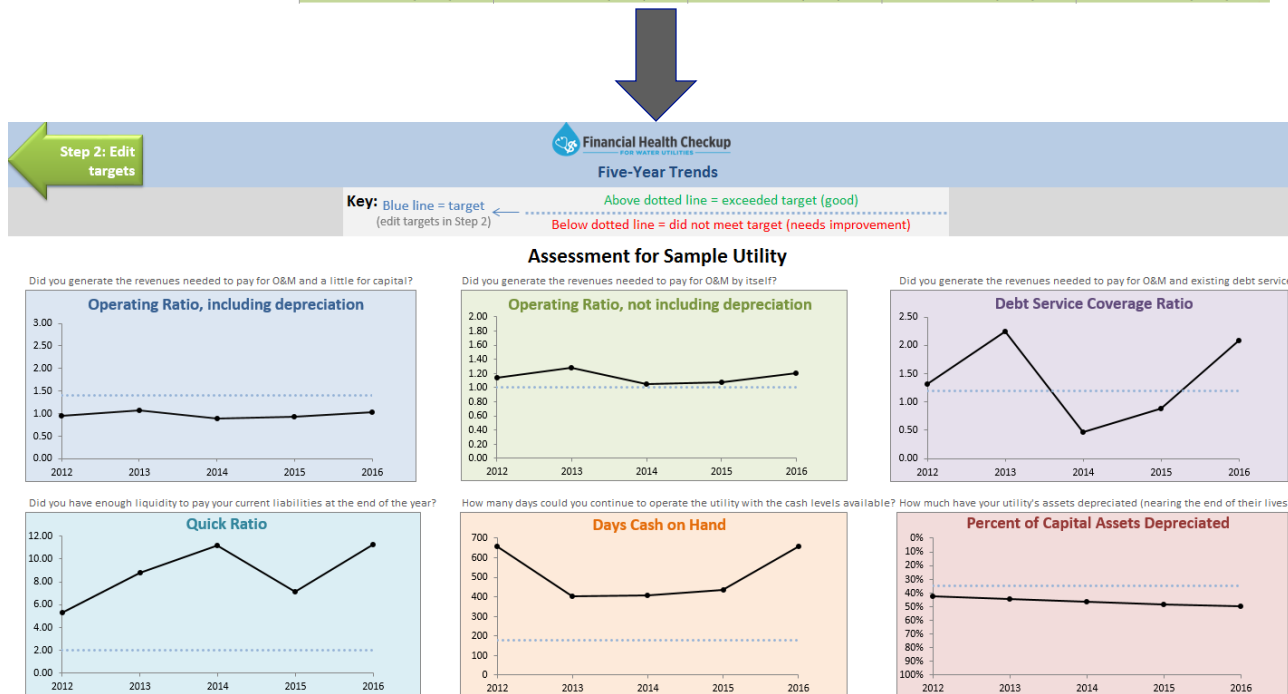 Step 2: Edit
targets
Financial Health Checkup
FOR WATER UTILITIES
Five-Year Trends
Key: Blue line = target
(edit targets in Step 2)
Above dotted line = exceeded target (good)
Below dotted line = did not meet target (needs improvement)
Assessment for Sample Utility
Did you generate the revenues needed to pay for O&M and a little for capital?
Operating Ratio, including depreciation
3.00
2.50
2.00
1.50
1.00
0.50
0.00
2012 2013 2014 2015 2016
Did you generate the revenues needed to pay for O&M by itself?
Operating Ratio, not including depreciation
2.00
1.80
1.60
1.40
1.20
1.00
0.80
0.60
0.40
0.20
0.00
2012 2013 2014 2015 2016
Did you generate the revenues needed to pay for O&M and existing debt service
Debt Service Coverage Ratio
2.50
2.00
1.50
1.00
0.50
0.00
2012 2013 2014 2015 2016
Did you have enough liquidity to pay your current liabilities at the end of the year?
Quick Ratio
12.00
10.00
8.00
6.00
4.00
2.00
0.00
2012 2013 2014 2015 2016
How many days could you continue to operate the utility with the cash levels available?
Days Cash on Hand
700
600
500
400
300
200
100
0
2012 2013 2014 2015 2016
How much have your utility's assets depreciated (nearing the end of their lives
Percent of Capital Assets Depreciated
0%
10%
20%
30%
40%
50%
60%
70%
80%
90%
100%
2012 2013 2014 2015 2016